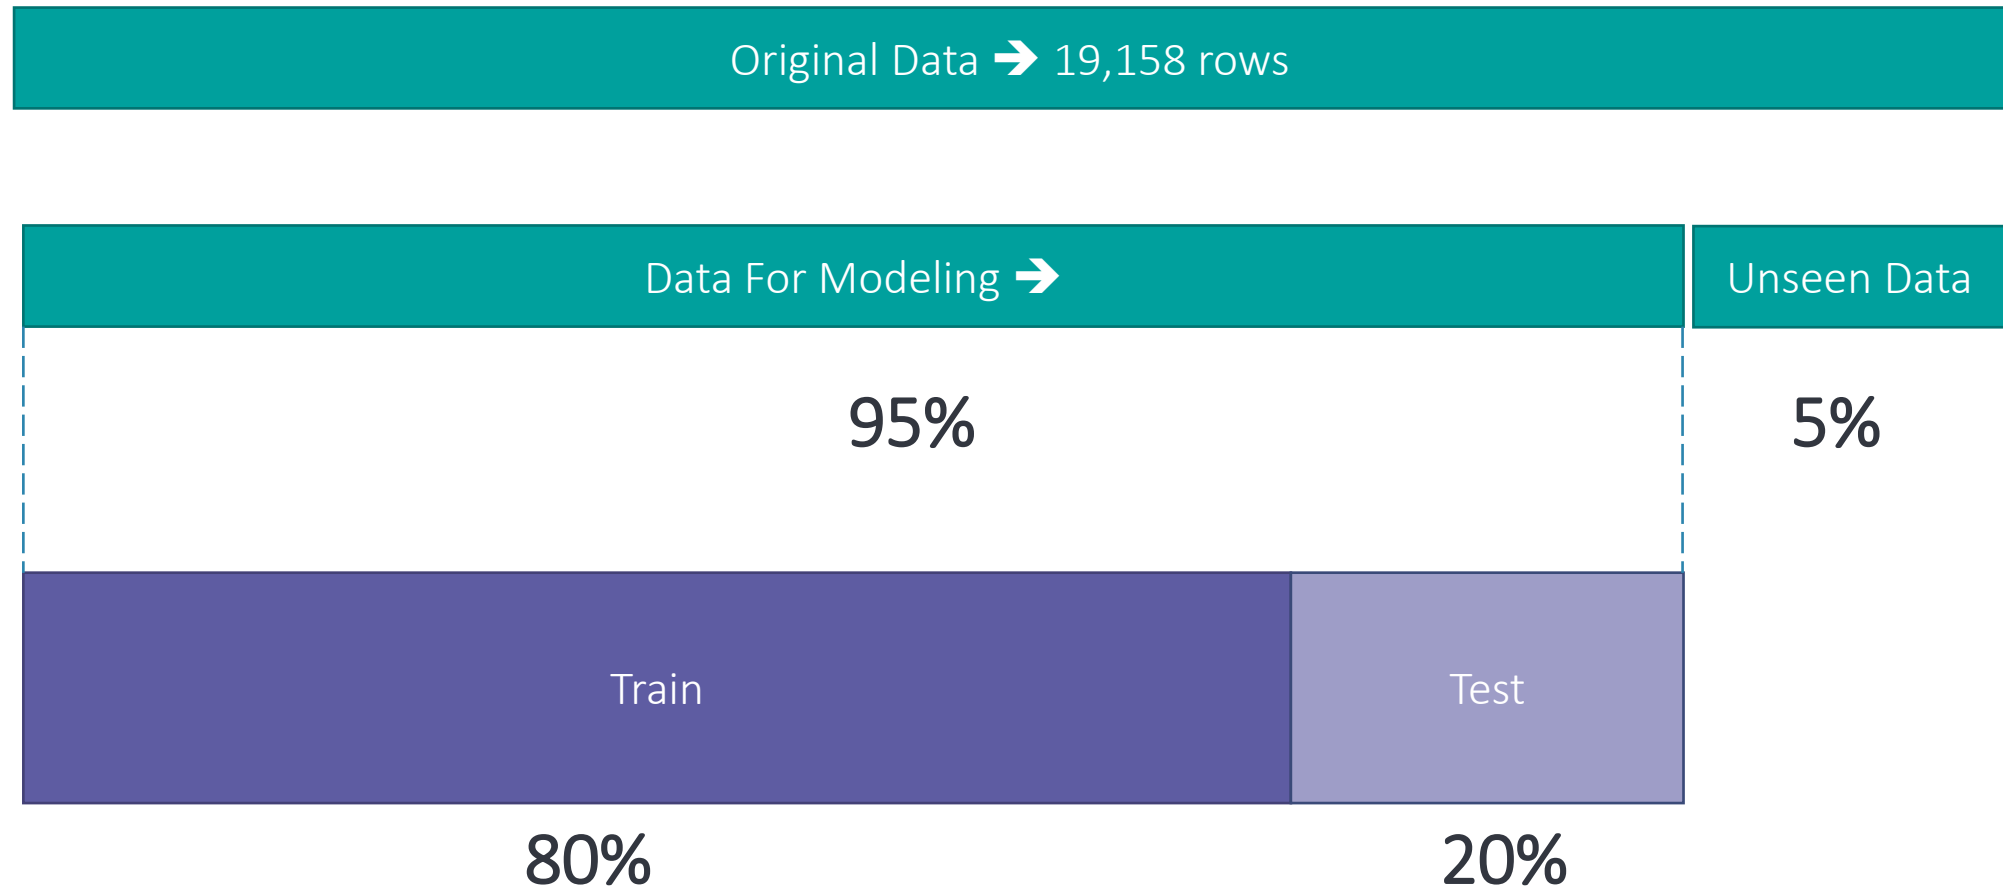 Original Data ➔ 19,158 rows
Data For Modeling ➔
Unseen Data
95%
5%
Train
Test
80%
20%